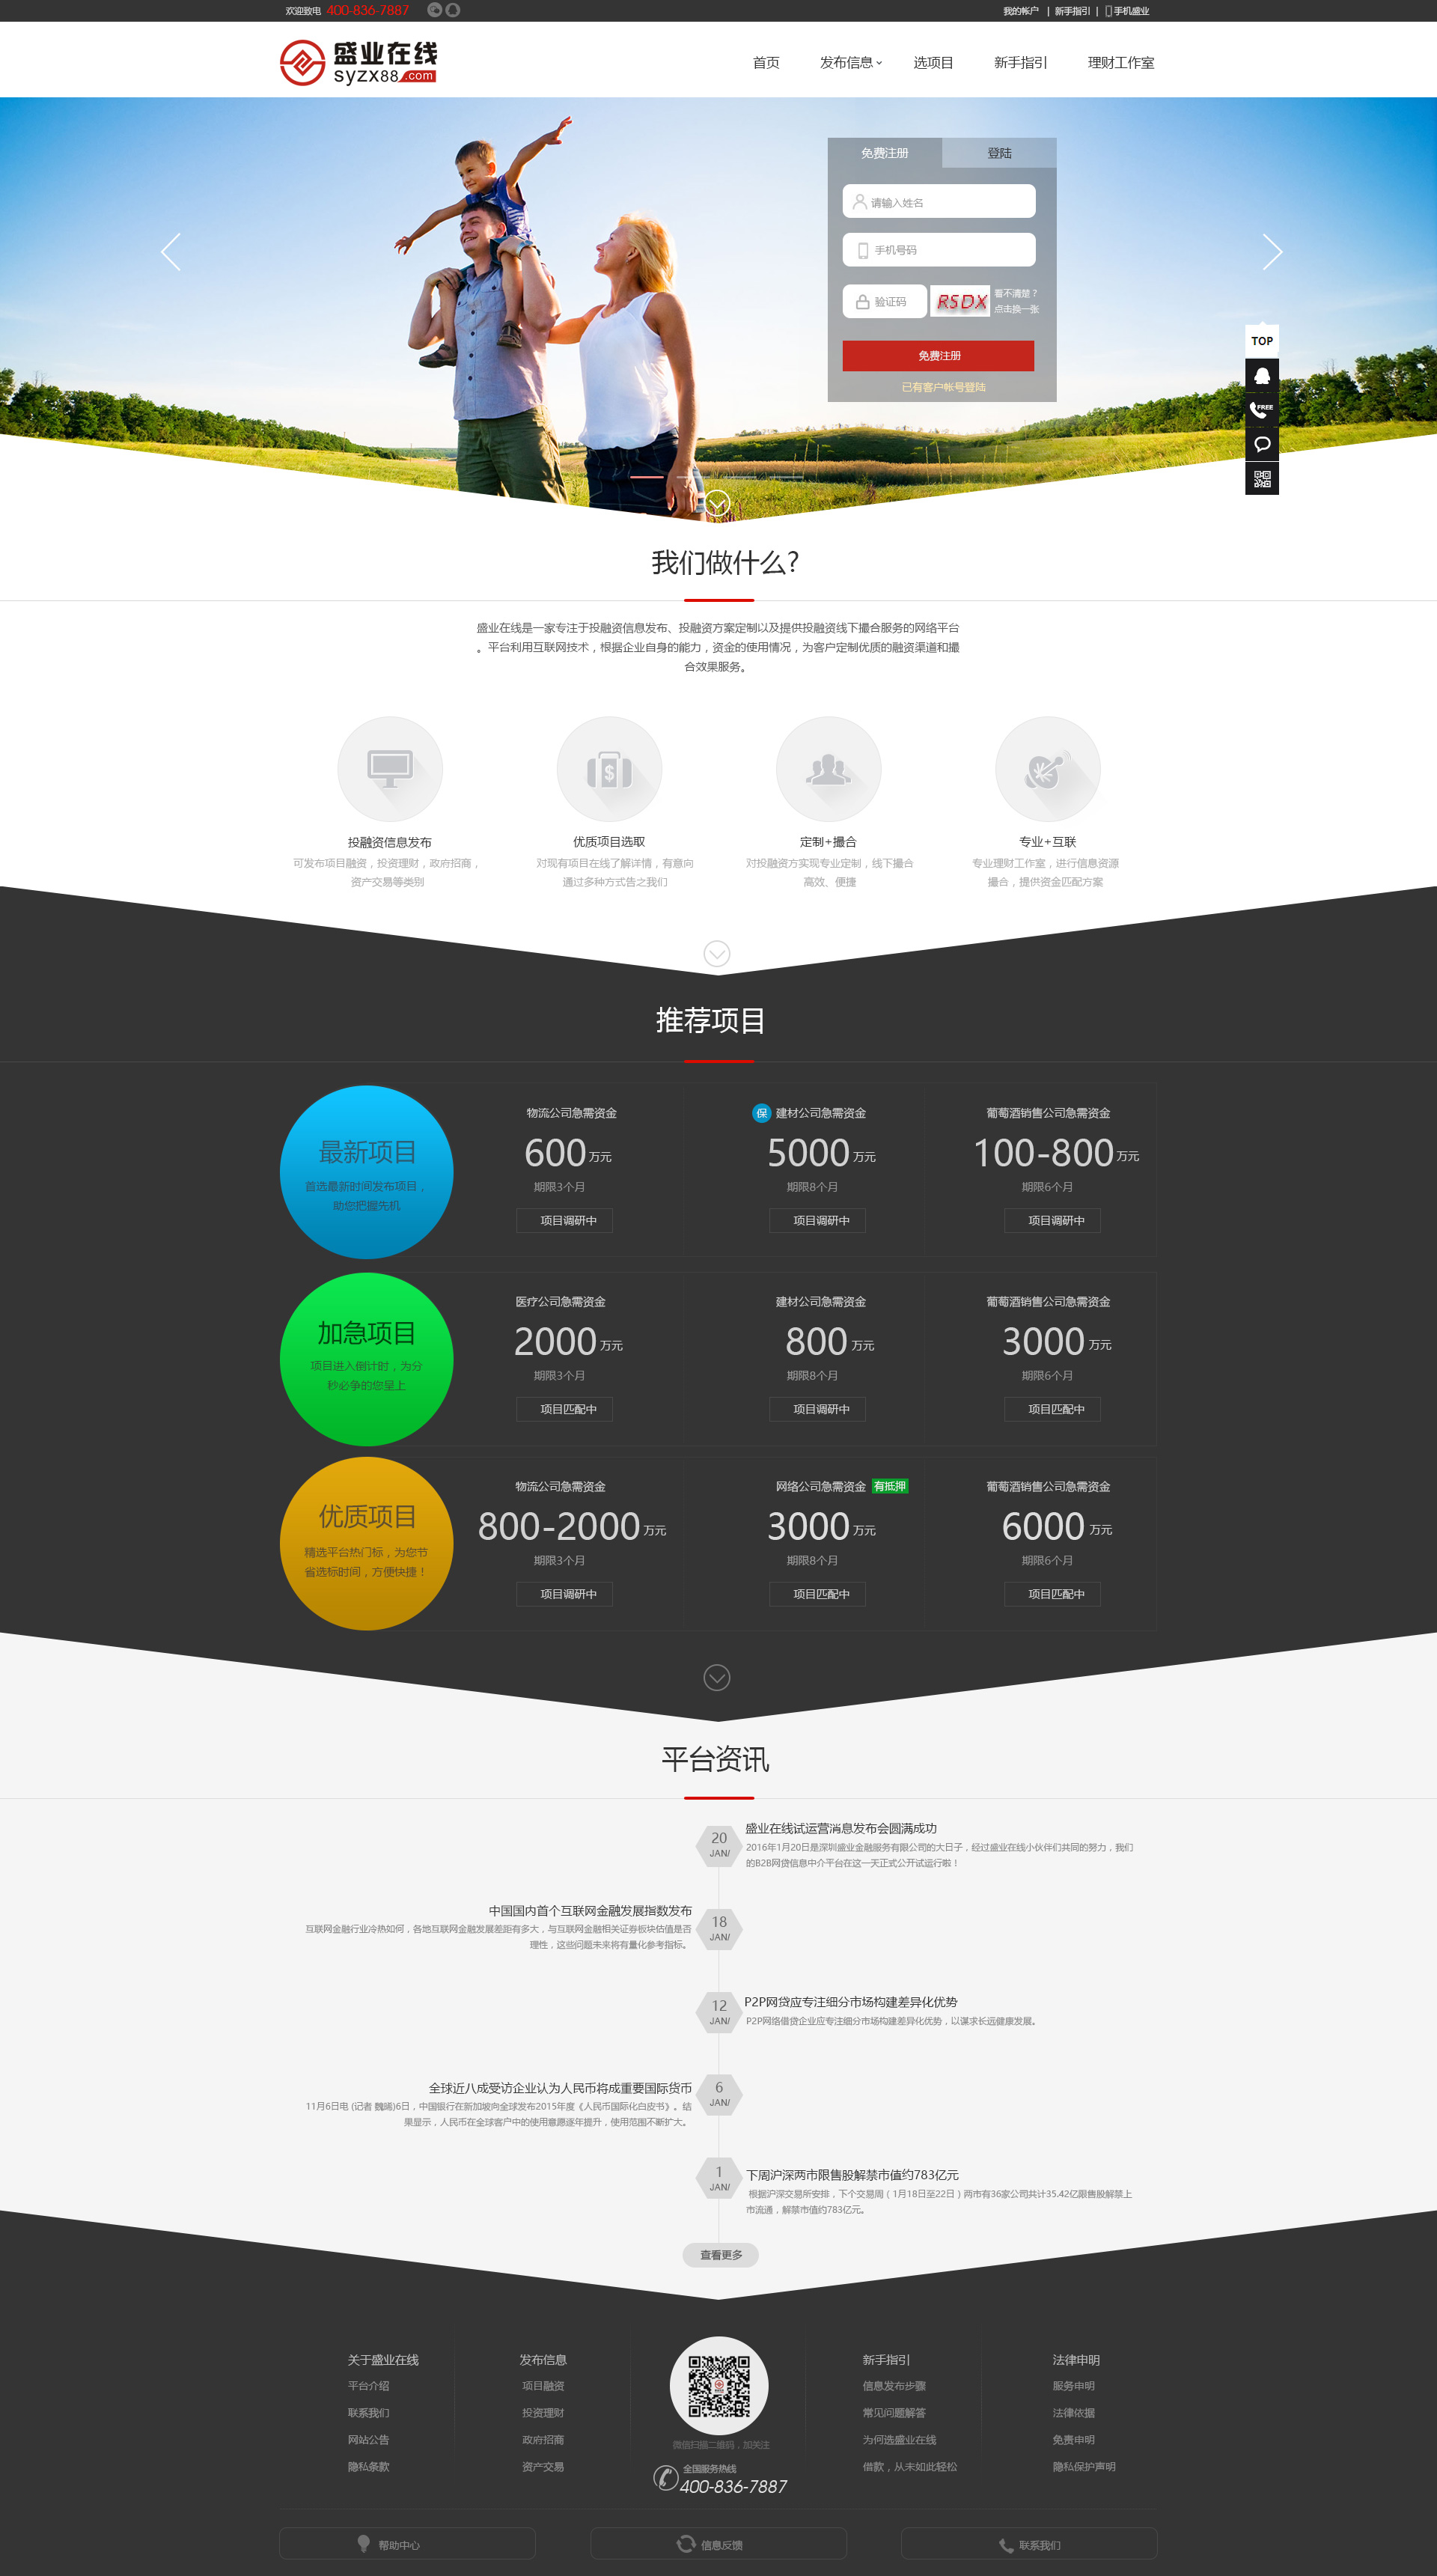 欢迎致电 400-836-7887
我的帐户 | 新手指引 | 手机盛业
盛业在线
syzx88.com
首页 发布信息 选项目 新手指引 理财工作室
免费注册 登陆
请输入姓名
手机号码
验证码 RSDX 看不清楚？
点击换一张
免费注册
已有客户帐号登陆
TOP
FREE
我们做什么?
盛业在线是一家专注于投融资信息发布、投融资方案定制以及提供投融资线下撮合服务的网络平台
。平台利用互联网技术，根据企业自身的能力，资金的使用情况，为客户定制优质的融资渠道和撮
合效果服务。
投融资信息发布
可发布项目融资，投资理财，政府招商，
资产交易等类别
优质项目选取
对现有项目在线了解详情，有意向
通过多种方式告之我们
定制+撮合
对投融资方实现专业定制，线下撮合
高效、便捷
专业+互联
专业理财工作室，进行信息资源
撮合，提供资金匹配方案
推荐项目
最新项目
首选最新时间发布项目，
助您把握先机
物流公司急需资金
600 万元
期限3个月
项目调研中
保 建材公司急需资金
5000 万元
期限8个月
项目调研中
葡萄酒销售公司急需资金
100-800 万元
期限6个月
项目调研中
加急项目
项目进入倒计时，为分
秒必争的您呈上
医疗公司急需资金
2000 万元
期限3个月
项目匹配中
建材公司急需资金
800 万元
期限8个月
项目调研中
葡萄酒销售公司急需资金
3000 万元
期限6个月
项目匹配中
优质项目
精选平台热门标，为您节
省选标时间，方便快捷！
物流公司急需资金
800-2000 万元
期限3个月
项目调研中
网络公司急需资金 有抵押
3000 万元
期限8个月
项目匹配中
葡萄酒销售公司急需资金
6000 万元
期限6个月
项目匹配中
平台资讯
20
JAN/
盛业在线试运营消息发布会圆满成功
2016年1月20日是深圳盛业金融服务有限公司的大日子，经过盛业在线小伙伴们共同的努力，我们
的B2B网贷信息中介平台在这一天正式公开试运行啦！
18
JAN/
中国国内首个互联网金融发展指数发布
互联网金融行业冷热如何，各地互联网金融发展差距有多大，与互联网金融相关证券板块估值是否
理性，这些问题未来将有量化参考指标。
12
JAN/
P2P网贷应专注细分市场构建差异化优势
P2P网络借贷企业应专注细分市场构建差异化优势，以谋求长远健康发展。
6
JAN/
全球近八成受访企业认为人民币将成重要国际货币
11月6日电 (记者 魏晞)6日，中国银行在新加坡向全球发布2015年度《人民币国际化白皮书》。结
果显示，人民币在全球客户中的使用意愿逐年提升，使用范围不断扩大。
1
JAN/
下周沪深两市限售股解禁市值约783亿元
根据沪深交易所安排，下个交易周（1月18日至22日）两市有36家公司共计35.42亿限售股解禁上
市流通，解禁市值约783亿元。
查看更多
关于盛业在线
平台介绍
联系我们
网站公告
隐私条款
发布信息
项目融资
投资理财
政府招商
资产交易
微信扫描二维码，加关注
全国服务热线
400-836-7887
新手指引
信息发布步骤
常见问题解答
为何选盛业在线
借款，从未如此轻松
法律申明
服务申明
法律依据
免责申明
隐私保护声明
帮助中心
信息反馈
联系我们